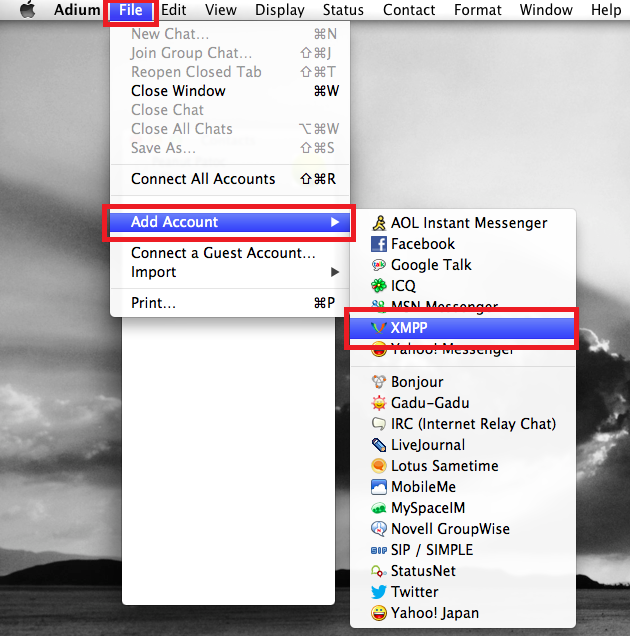 Adium File Edit View Display Status Contact Format Window Help
New Chat... ⌘N
Join Group Chat... ⇧⌘J
Reopen Closed Tab ⇧⌘T
Close Window ⌘W
Close Chat
Close All Chats ⌥⌘W
Save As... ⇧⌘S
Connect All Accounts ⇧⌘R
Add Account ▶
Connect a Guest Account...
Import ▶
Print... ⌘P
AOL Instant Messenger
Facebook
Google Talk
ICQ
MSN Messenger
XMPP
Yahoo! Messenger
Bonjour
Gadu-Gadu
IRC (Internet Relay Chat)
LiveJournal
Lotus Sametime
MobileMe
MySpaceIM
Novell GroupWise
SIP / SIMPLE
StatusNet
Twitter
Yahoo! Japan